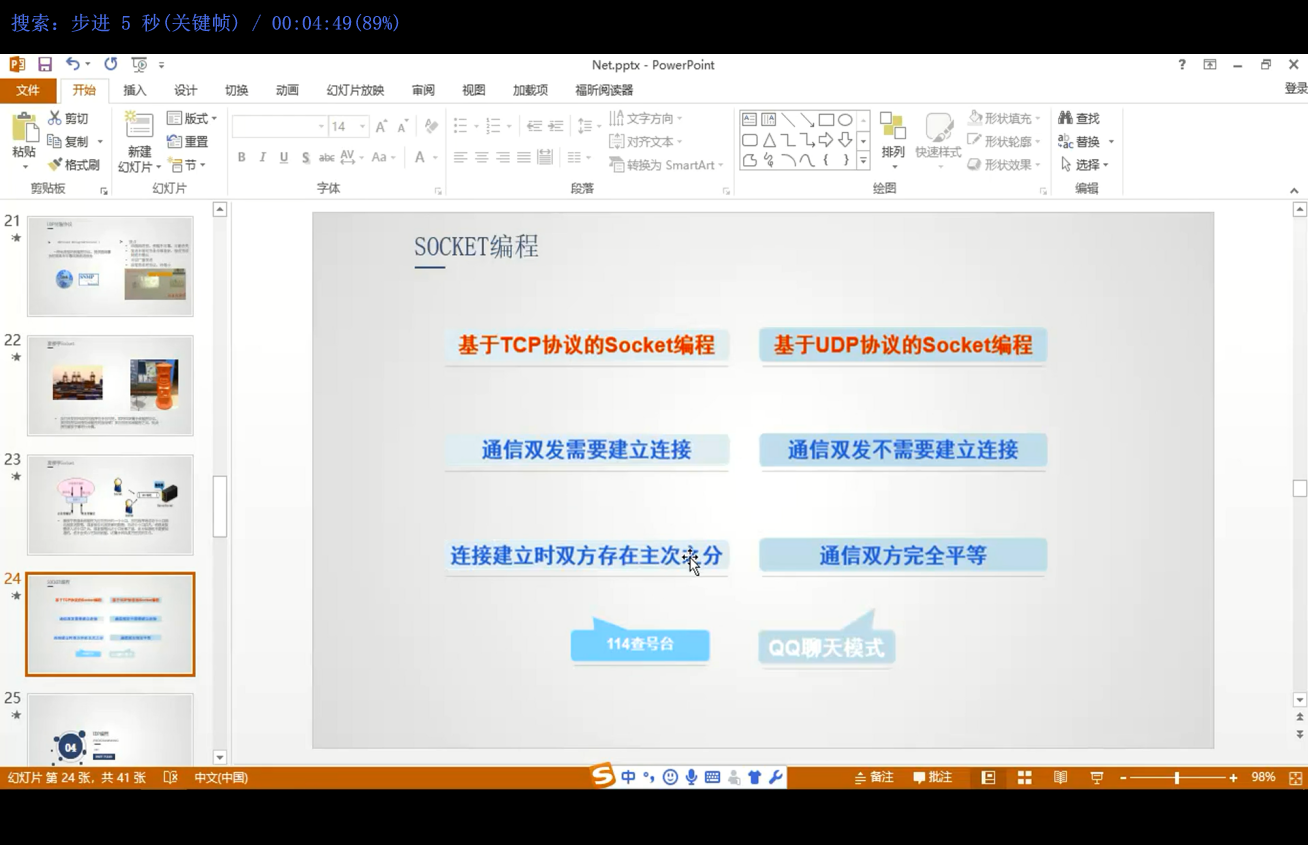 搜索: 步进 5 秒(关键帧) / 00:04:49(89%)
Net.pptx - PowerPoint
文件 开始 插入 设计 切换 动画 幻灯片放映 审阅 视图 加载项 福昕阅读器 登录
剪切 版式 14 文字方向 形状填充 查找
复制 重置 对齐文本 形状轮廓 替换
粘贴 格式刷 新建幻灯片 节 B I U S abc AV Aa A 转换为 SmartArt 排列 快速样式 形状效果 选择
剪贴板 幻灯片 字体 段落 绘图 编辑
21
22
23
24
25
04
SOCKET编程
基于TCP协议的Socket编程 基于UDP协议的Socket编程
通信双发需要建立连接 通信双发不需要建立连接
连接建立时双方存在主次之分 通信双方完全平等
114查号台 QQ聊天模式
幻灯片 第 24 张，共 41 张 中文(中国) 中 备注 批注 98%